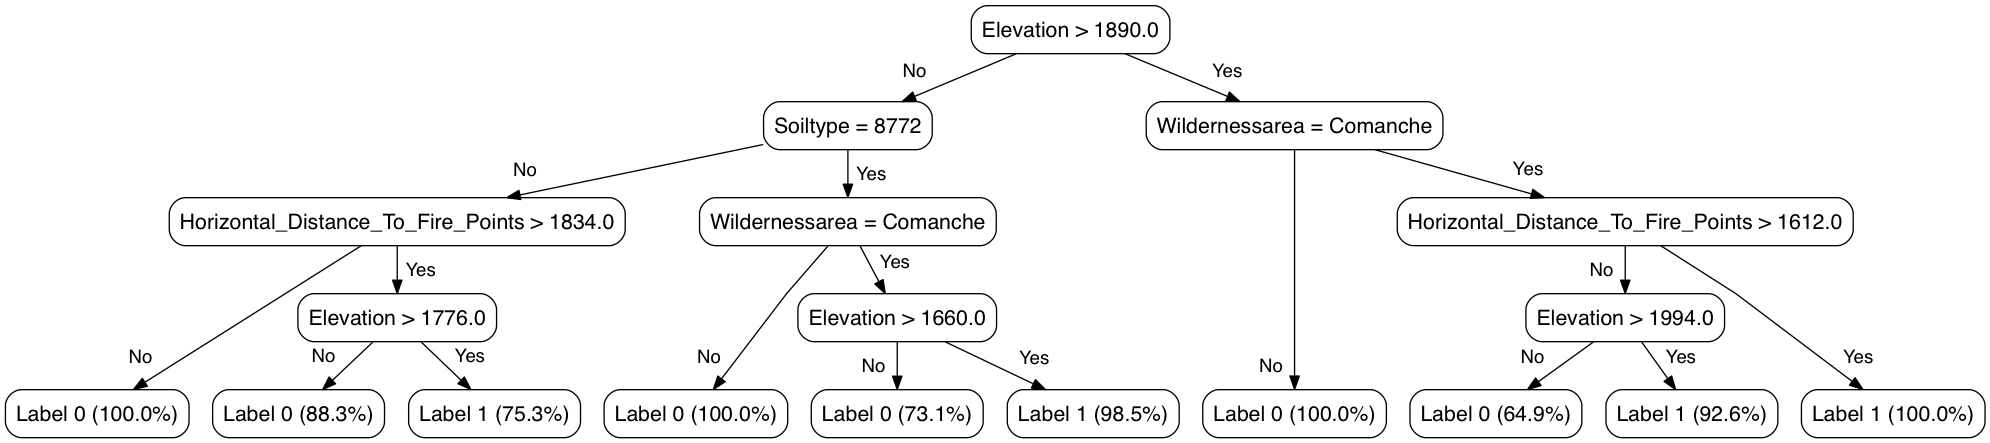 Elevation > 1890.0
No
Yes
Soiltype = 8772
Wildernessarea = Comanche
No
Yes
Yes
Horizontal_Distance_To_Fire_Points > 1834.0
Wildernessarea = Comanche
Horizontal_Distance_To_Fire_Points > 1612.0
Yes
Yes
No
Elevation > 1776.0
Elevation > 1660.0
Elevation > 1994.0
No
No
Yes
No
No
Yes
No
No
Yes
Yes
Label 0 (100.0%)
Label 0 (88.3%)
Label 1 (75.3%)
Label 0 (100.0%)
Label 0 (73.1%)
Label 1 (98.5%)
Label 0 (100.0%)
Label 0 (64.9%)
Label 1 (92.6%)
Label 1 (100.0%)